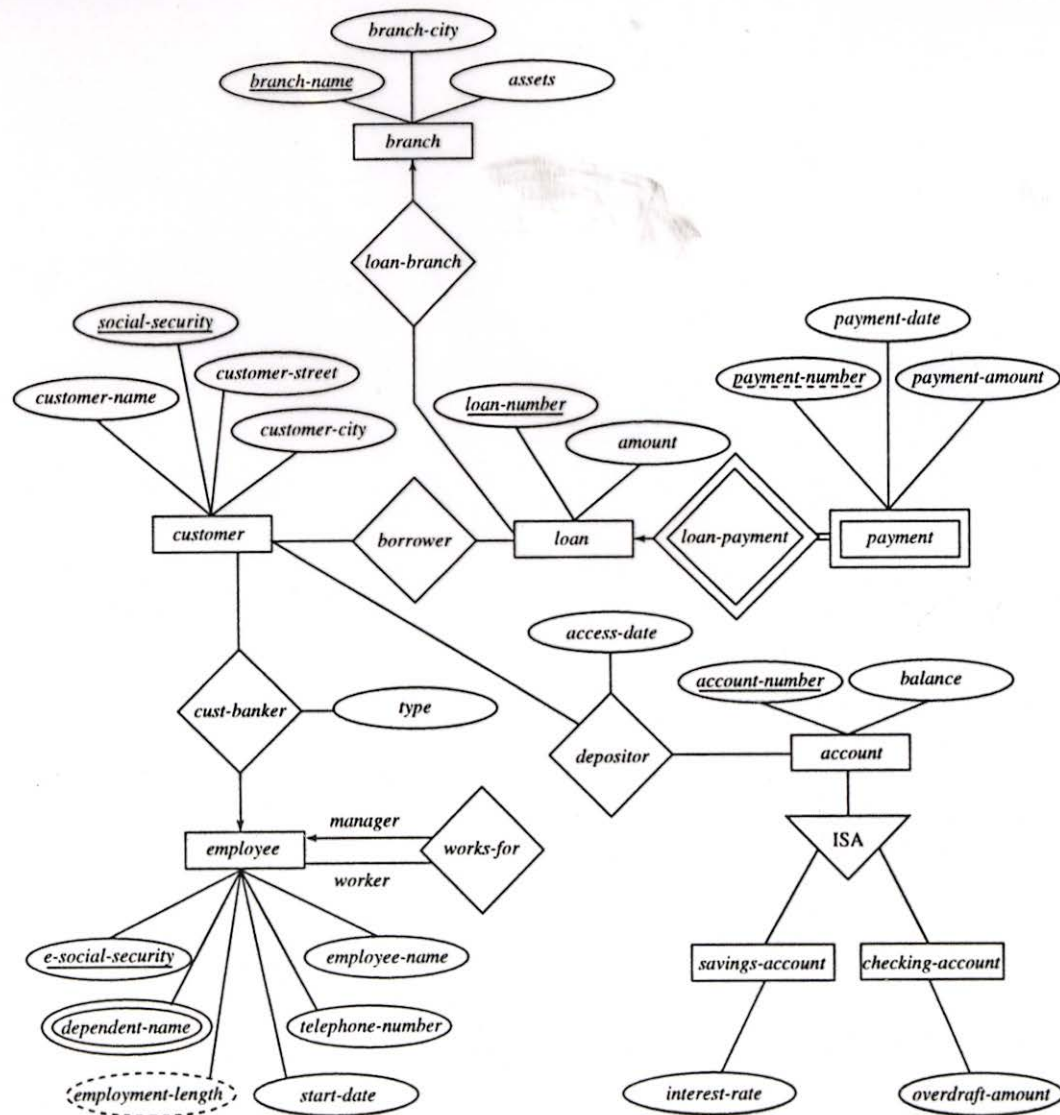 branch-city
branch-name
assets
branch
loan-branch
social-security
customer-street
customer-name
customer-city
payment-date
payment-number
payment-amount
loan-number
amount
customer
borrower
loan
loan-payment
payment
access-date
account-number
balance
cust-banker
type
depositor
account
manager
employee
works-for
worker
ISA
e-social-security
employee-name
savings-account
checking-account
dependent-name
telephone-number
employment-length
start-date
interest-rate
overdraft-amount